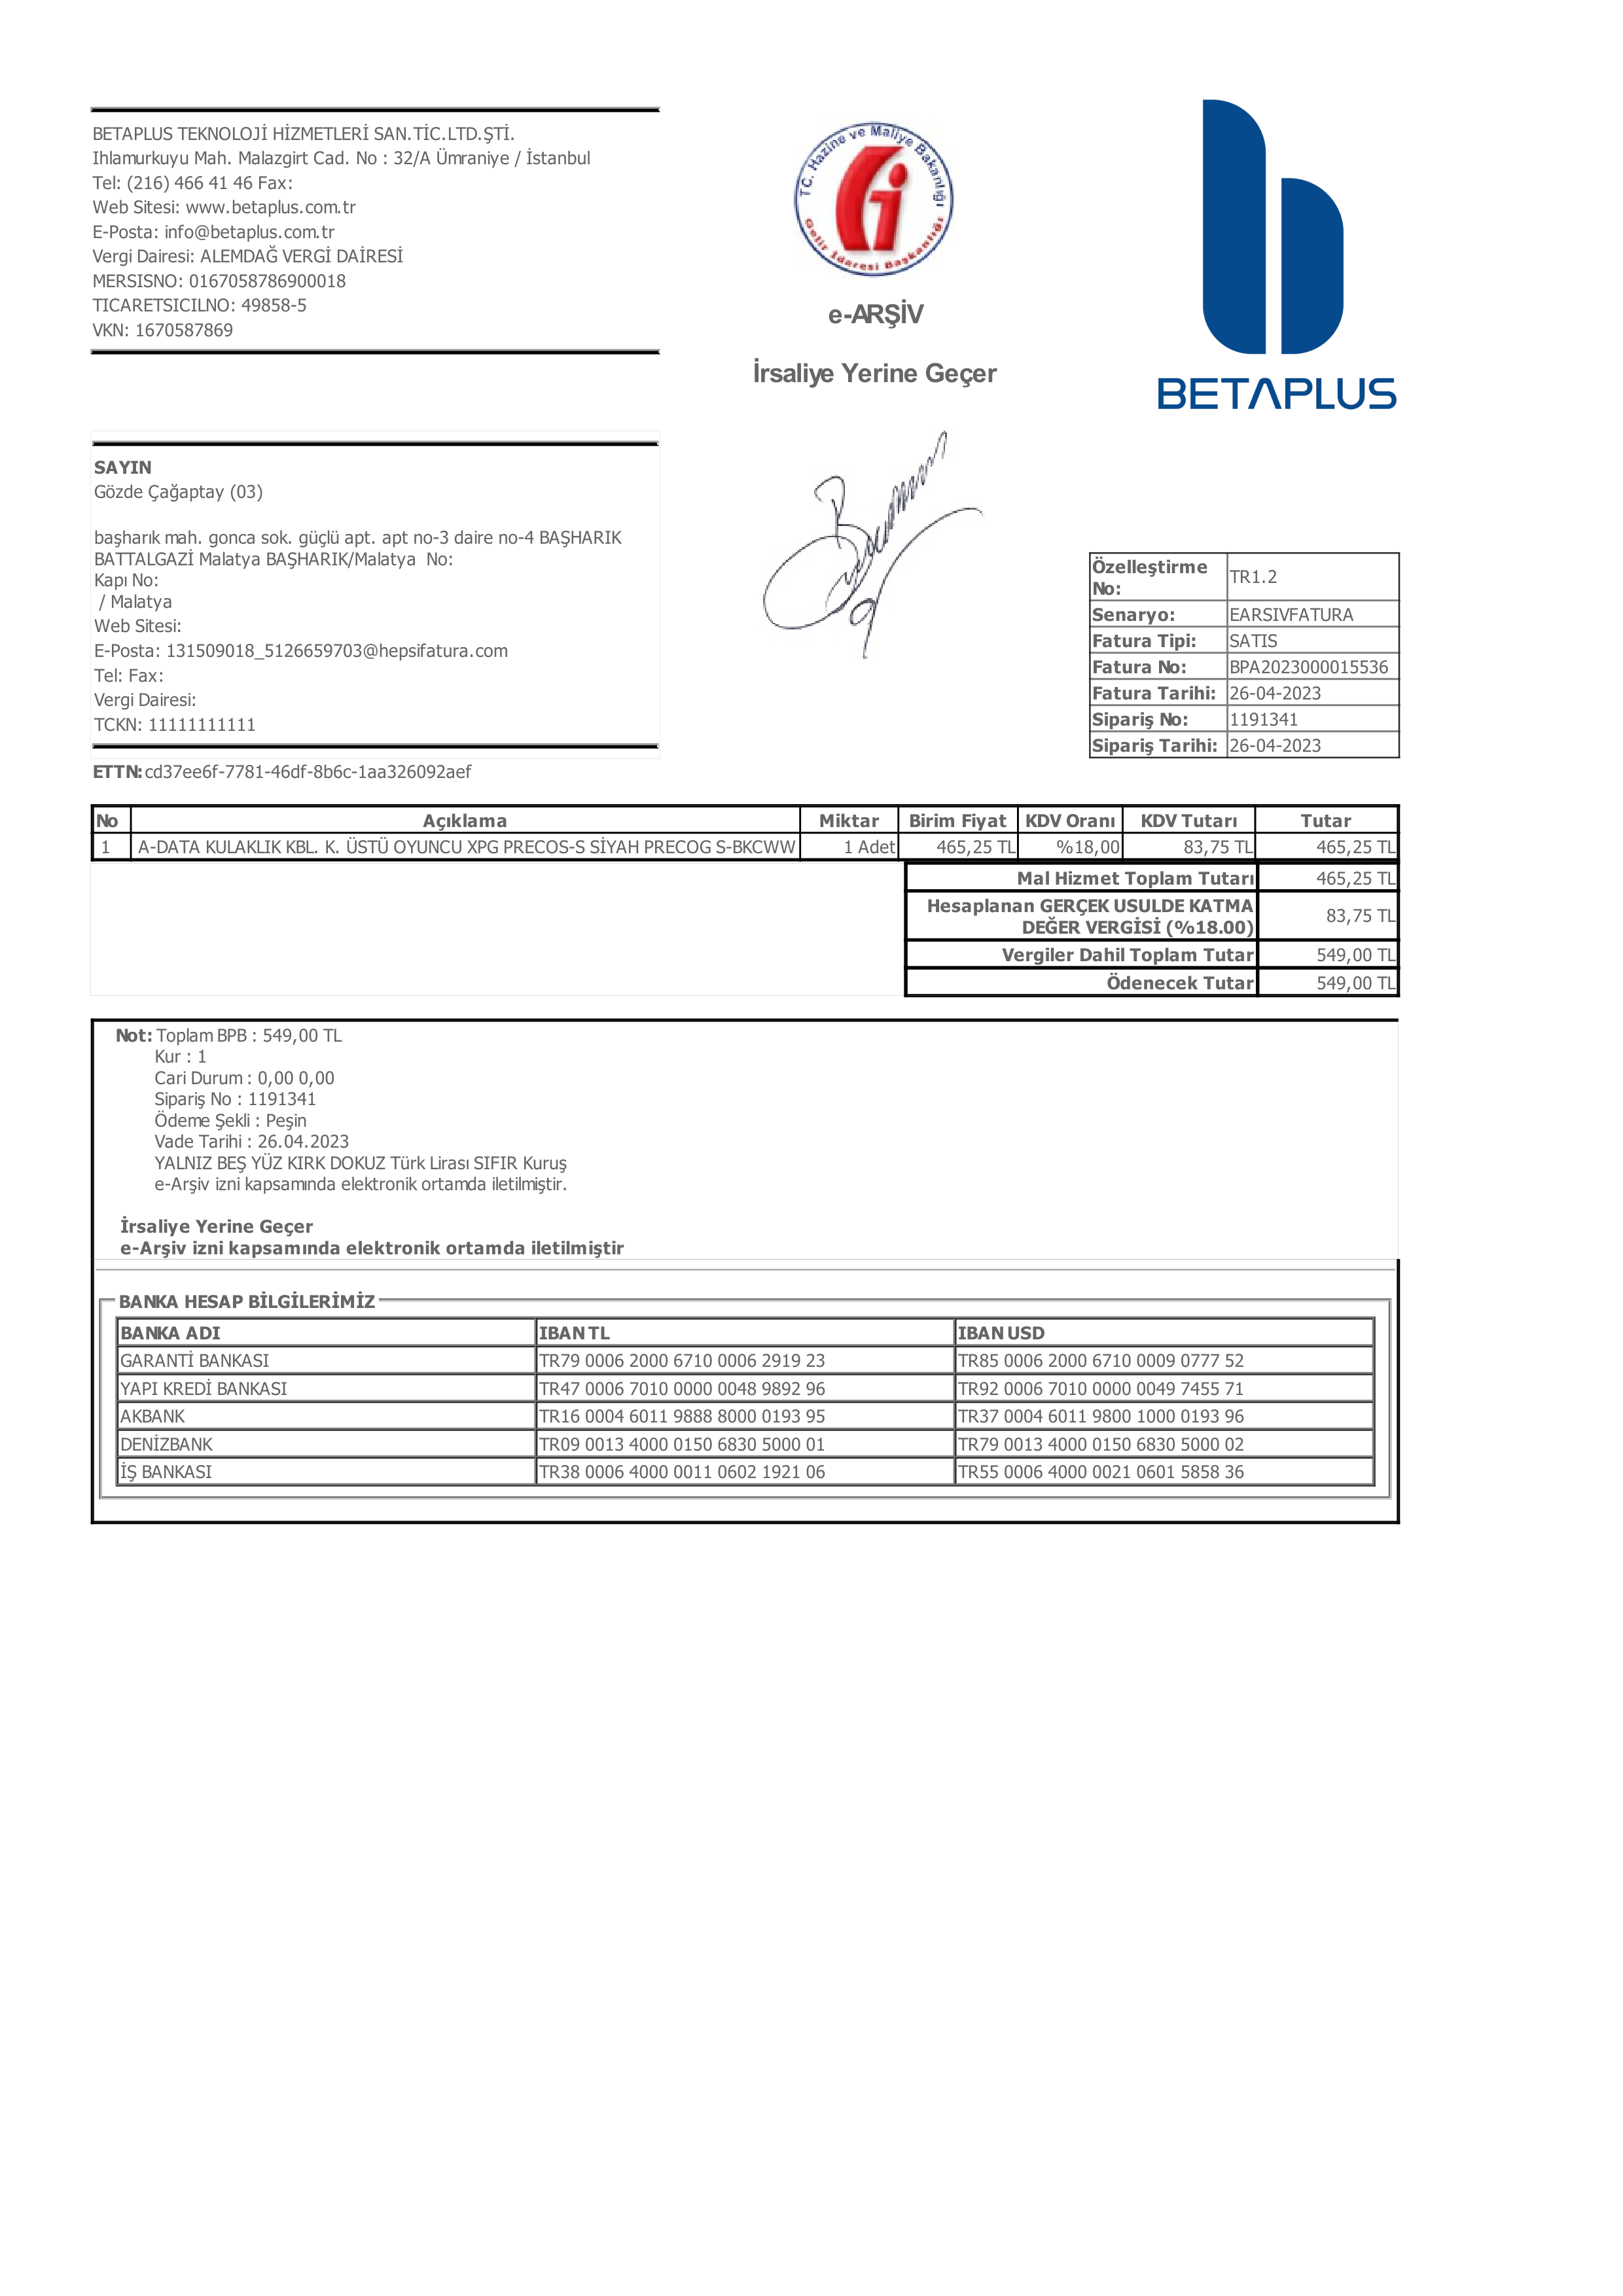 BETAPLUS TEKNOLOJİ HİZMETLERİ SAN.TİC.LTD.ŞTİ.
Ihlamurkuyu Mah. Malazgirt Cad. No : 32/A Ümraniye / İstanbul
Tel: (216) 466 41 46 Fax:
Web Sitesi: www.betaplus.com.tr
E-Posta: info@betaplus.com.tr
Vergi Dairesi: ALEMDAĞ VERGİ DAİRESİ
MERSISNO: 0167058786900018
TICARETSICILNO: 49858-5
VKN: 1670587869
T.C. Hazine ve Maliye Bakanlığı
Gelir İdaresi Başkanlığı
e-ARŞİV
İrsaliye Yerine Geçer
BETAPLUS
SAYIN
Gözde Çağaptay (03)
başharık mah. gonca sok. güçlü apt. apt no-3 daire no-4 BAŞHARIK
BATTALGAZİ Malatya BAŞHARIK/Malatya No:
Kapı No:
/ Malatya
Web Sitesi:
E-Posta: 131509018_5126659703@hepsifatura.com
Tel: Fax:
Vergi Dairesi:
TCKN: 11111111111
Özelleştirme No: TR1.2
Senaryo: EARSIVFATURA
Fatura Tipi: SATIS
Fatura No: BPA2023000015536
Fatura Tarihi: 26-04-2023
Sipariş No: 1191341
Sipariş Tarihi: 26-04-2023
ETTN: cd37ee6f-7781-46df-8b6c-1aa326092aef
No Açıklama Miktar Birim Fiyat KDV Oranı KDV Tutarı Tutar
1 A-DATA KULAKLIK KBL. K. ÜSTÜ OYUNCU XPG PRECOS-S SİYAH PRECOG S-BKCWW 1 Adet 465,25 TL %18,00 83,75 TL 465,25 TL
Mal Hizmet Toplam Tutarı 465,25 TL
Hesaplanan GERÇEK USULDE KATMA
DEĞER VERGİSİ (%18.00) 83,75 TL
Vergiler Dahil Toplam Tutar 549,00 TL
Ödenecek Tutar 549,00 TL
Not: Toplam BPB : 549,00 TL
Kur : 1
Cari Durum : 0,00 0,00
Sipariş No : 1191341
Ödeme Şekli : Peşin
Vade Tarihi : 26.04.2023
YALNIZ BEŞ YÜZ KIRK DOKUZ Türk Lirası SIFIR Kuruş
e-Arşiv izni kapsamında elektronik ortamda iletilmiştir.
İrsaliye Yerine Geçer
e-Arşiv izni kapsamında elektronik ortamda iletilmiştir
BANKA HESAP BİLGİLERİMİZ
BANKA ADI IBAN TL IBAN USD
GARANTİ BANKASI TR79 0006 2000 6710 0006 2919 23 TR85 0006 2000 6710 0009 0777 52
YAPI KREDİ BANKASI TR47 0006 7010 0000 0048 9892 96 TR92 0006 7010 0000 0049 7455 71
AKBANK TR16 0004 6011 9888 8000 0193 95 TR37 0004 6011 9800 1000 0193 96
DENİZBANK TR09 0013 4000 0150 6830 5000 01 TR79 0013 4000 0150 6830 5000 02
İŞ BANKASI TR38 0006 4000 0011 0602 1921 06 TR55 0006 4000 0021 0601 5858 36